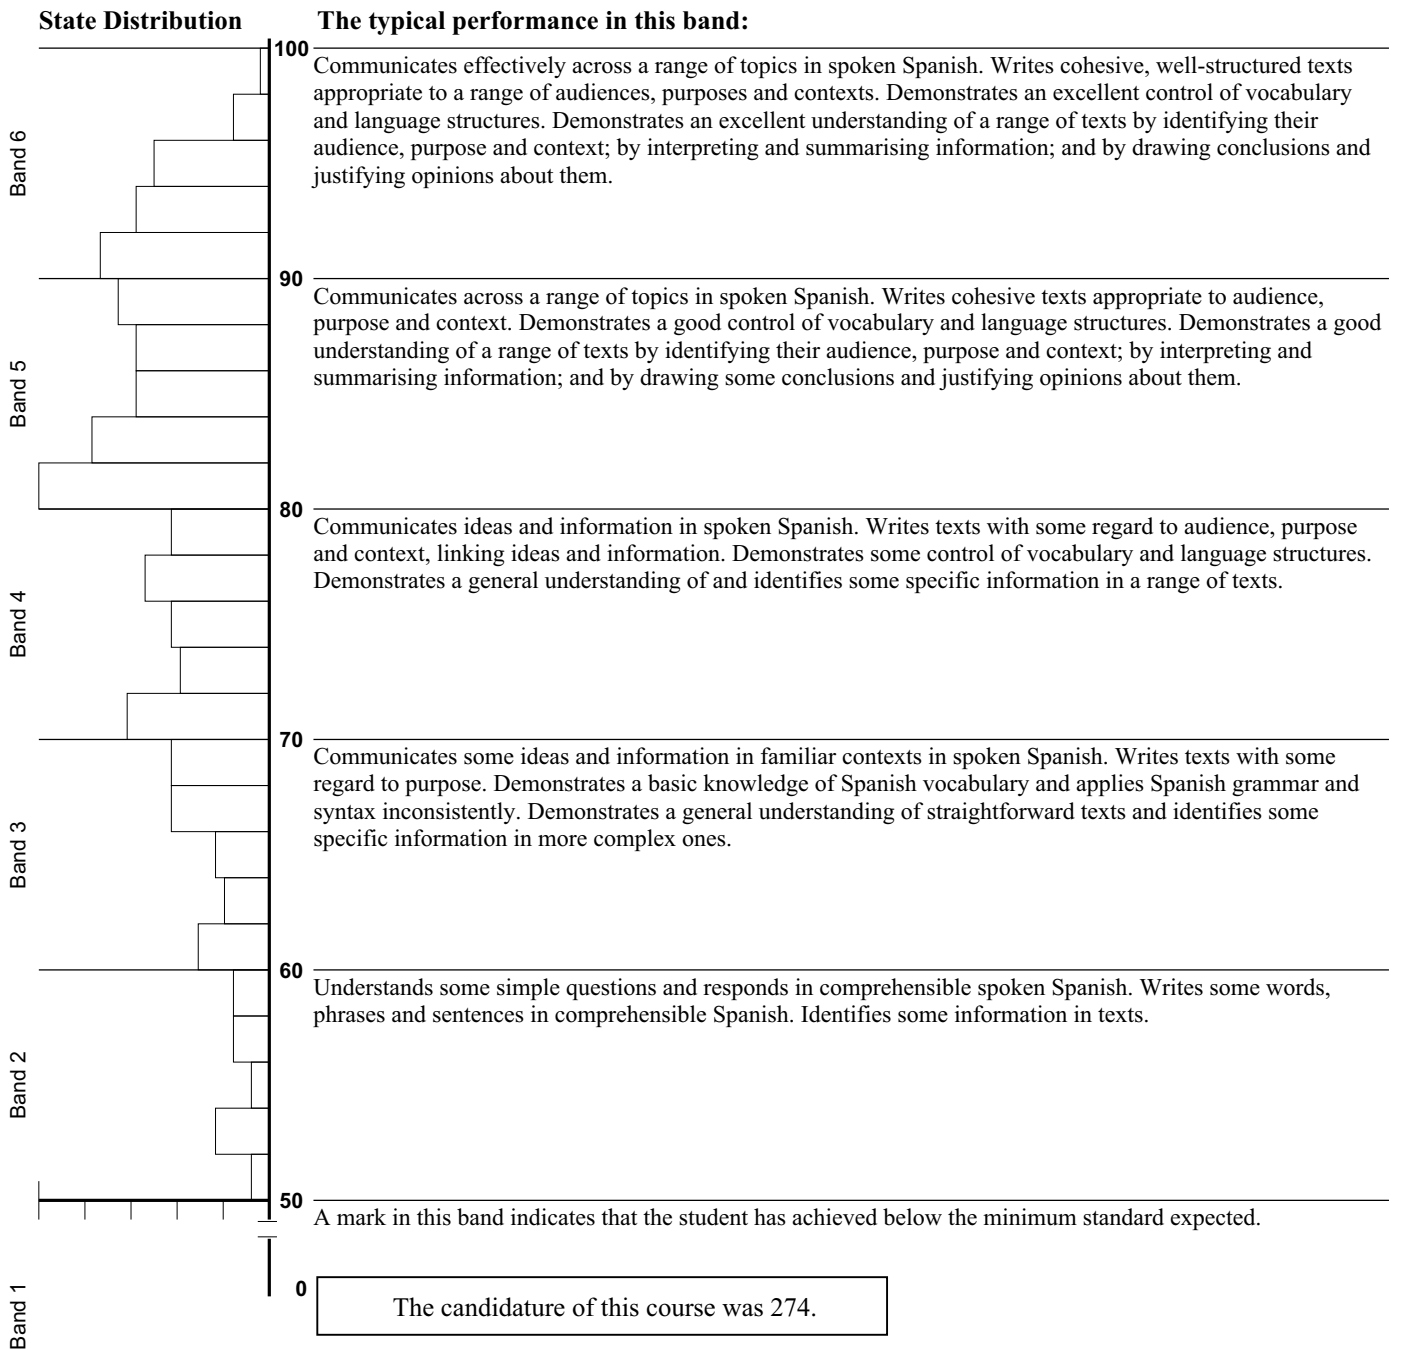 State Distribution
The typical performance in this band:
100
Communicates effectively across a range of topics in spoken Spanish. Writes cohesive, well-structured texts
appropriate to a range of audiences, purposes and contexts. Demonstrates an excellent control of vocabulary
and language structures. Demonstrates an excellent understanding of a range of texts by identifying their
audience, purpose and context; by interpreting and summarising information; and by drawing conclusions and
justifying opinions about them.
Band 6
90
Communicates across a range of topics in spoken Spanish. Writes cohesive texts appropriate to audience,
purpose and context. Demonstrates a good control of vocabulary and language structures. Demonstrates a good
understanding of a range of texts by identifying their audience, purpose and context; by interpreting and
summarising information; and by drawing some conclusions and justifying opinions about them.
Band 5
80
Communicates ideas and information in spoken Spanish. Writes texts with some regard to audience, purpose
and context, linking ideas and information. Demonstrates some control of vocabulary and language structures.
Demonstrates a general understanding of and identifies some specific information in a range of texts.
Band 4
70
Communicates some ideas and information in familiar contexts in spoken Spanish. Writes texts with some
regard to purpose. Demonstrates a basic knowledge of Spanish vocabulary and applies Spanish grammar and
syntax inconsistently. Demonstrates a general understanding of straightforward texts and identifies some
specific information in more complex ones.
Band 3
60
Understands some simple questions and responds in comprehensible spoken Spanish. Writes some words,
phrases and sentences in comprehensible Spanish. Identifies some information in texts.
Band 2
50
A mark in this band indicates that the student has achieved below the minimum standard expected.
0
Band 1
The candidature of this course was 274.